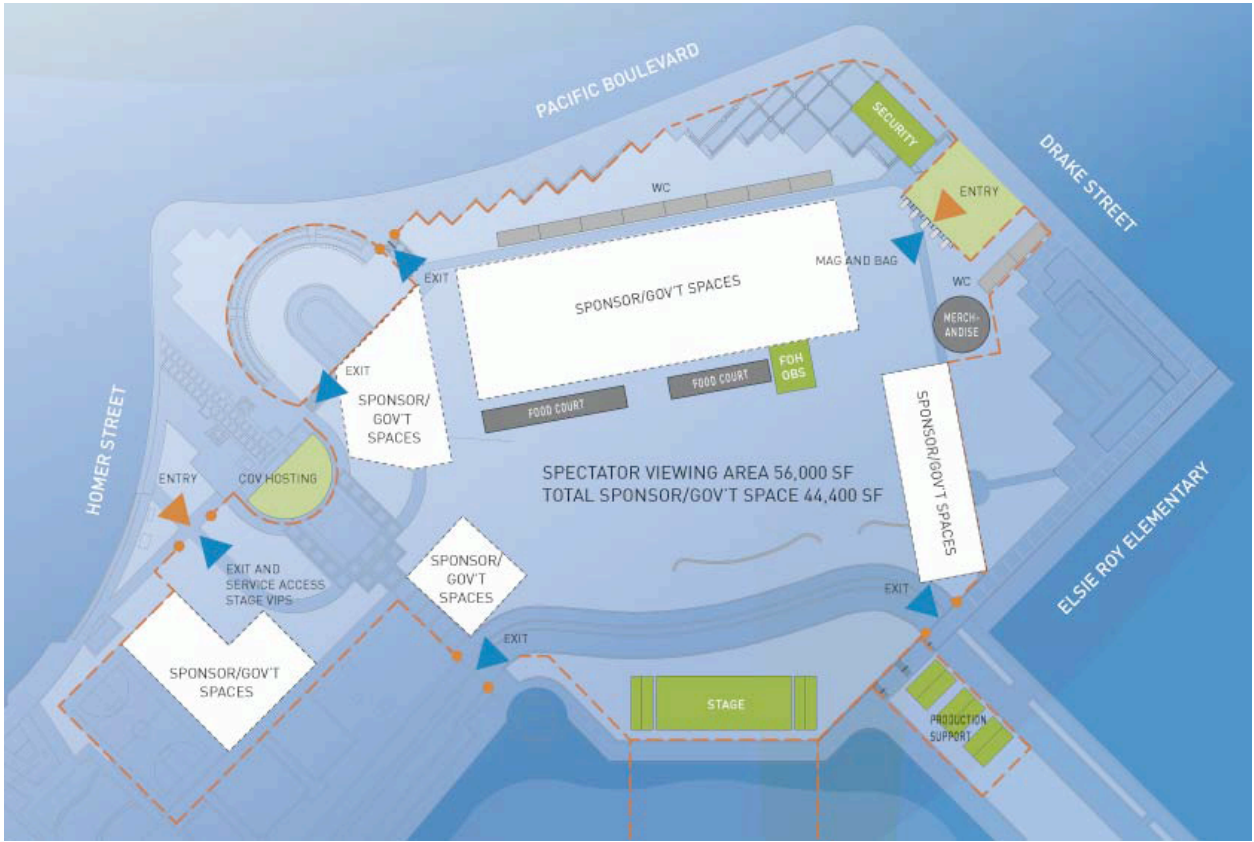 PACIFIC BOULEVARD
SECURITY
DRAKE STREET
ENTRY
WC
EXIT
MAG AND BAG
WC
SPONSOR/GOV'T SPACES
MERCH-
ANDISE
FOH
OBS
FOOD COURT
FOOD COURT
EXIT
SPONSOR/
GOV'T
SPACES
SPONSOR/GOV'T SPACES
HOMER STREET
COV HOSTING
ENTRY
SPECTATOR VIEWING AREA 56,000 SF
TOTAL SPONSOR/GOV'T SPACE 44,400 SF
ELSIE ROY ELEMENTARY
EXIT AND
SERVICE ACCESS
STAGE VIPS
SPONSOR/
GOV'T
SPACES
EXIT
EXIT
SPONSOR/GOV'T
SPACES
STAGE
PRODUCTION
SUPPORT